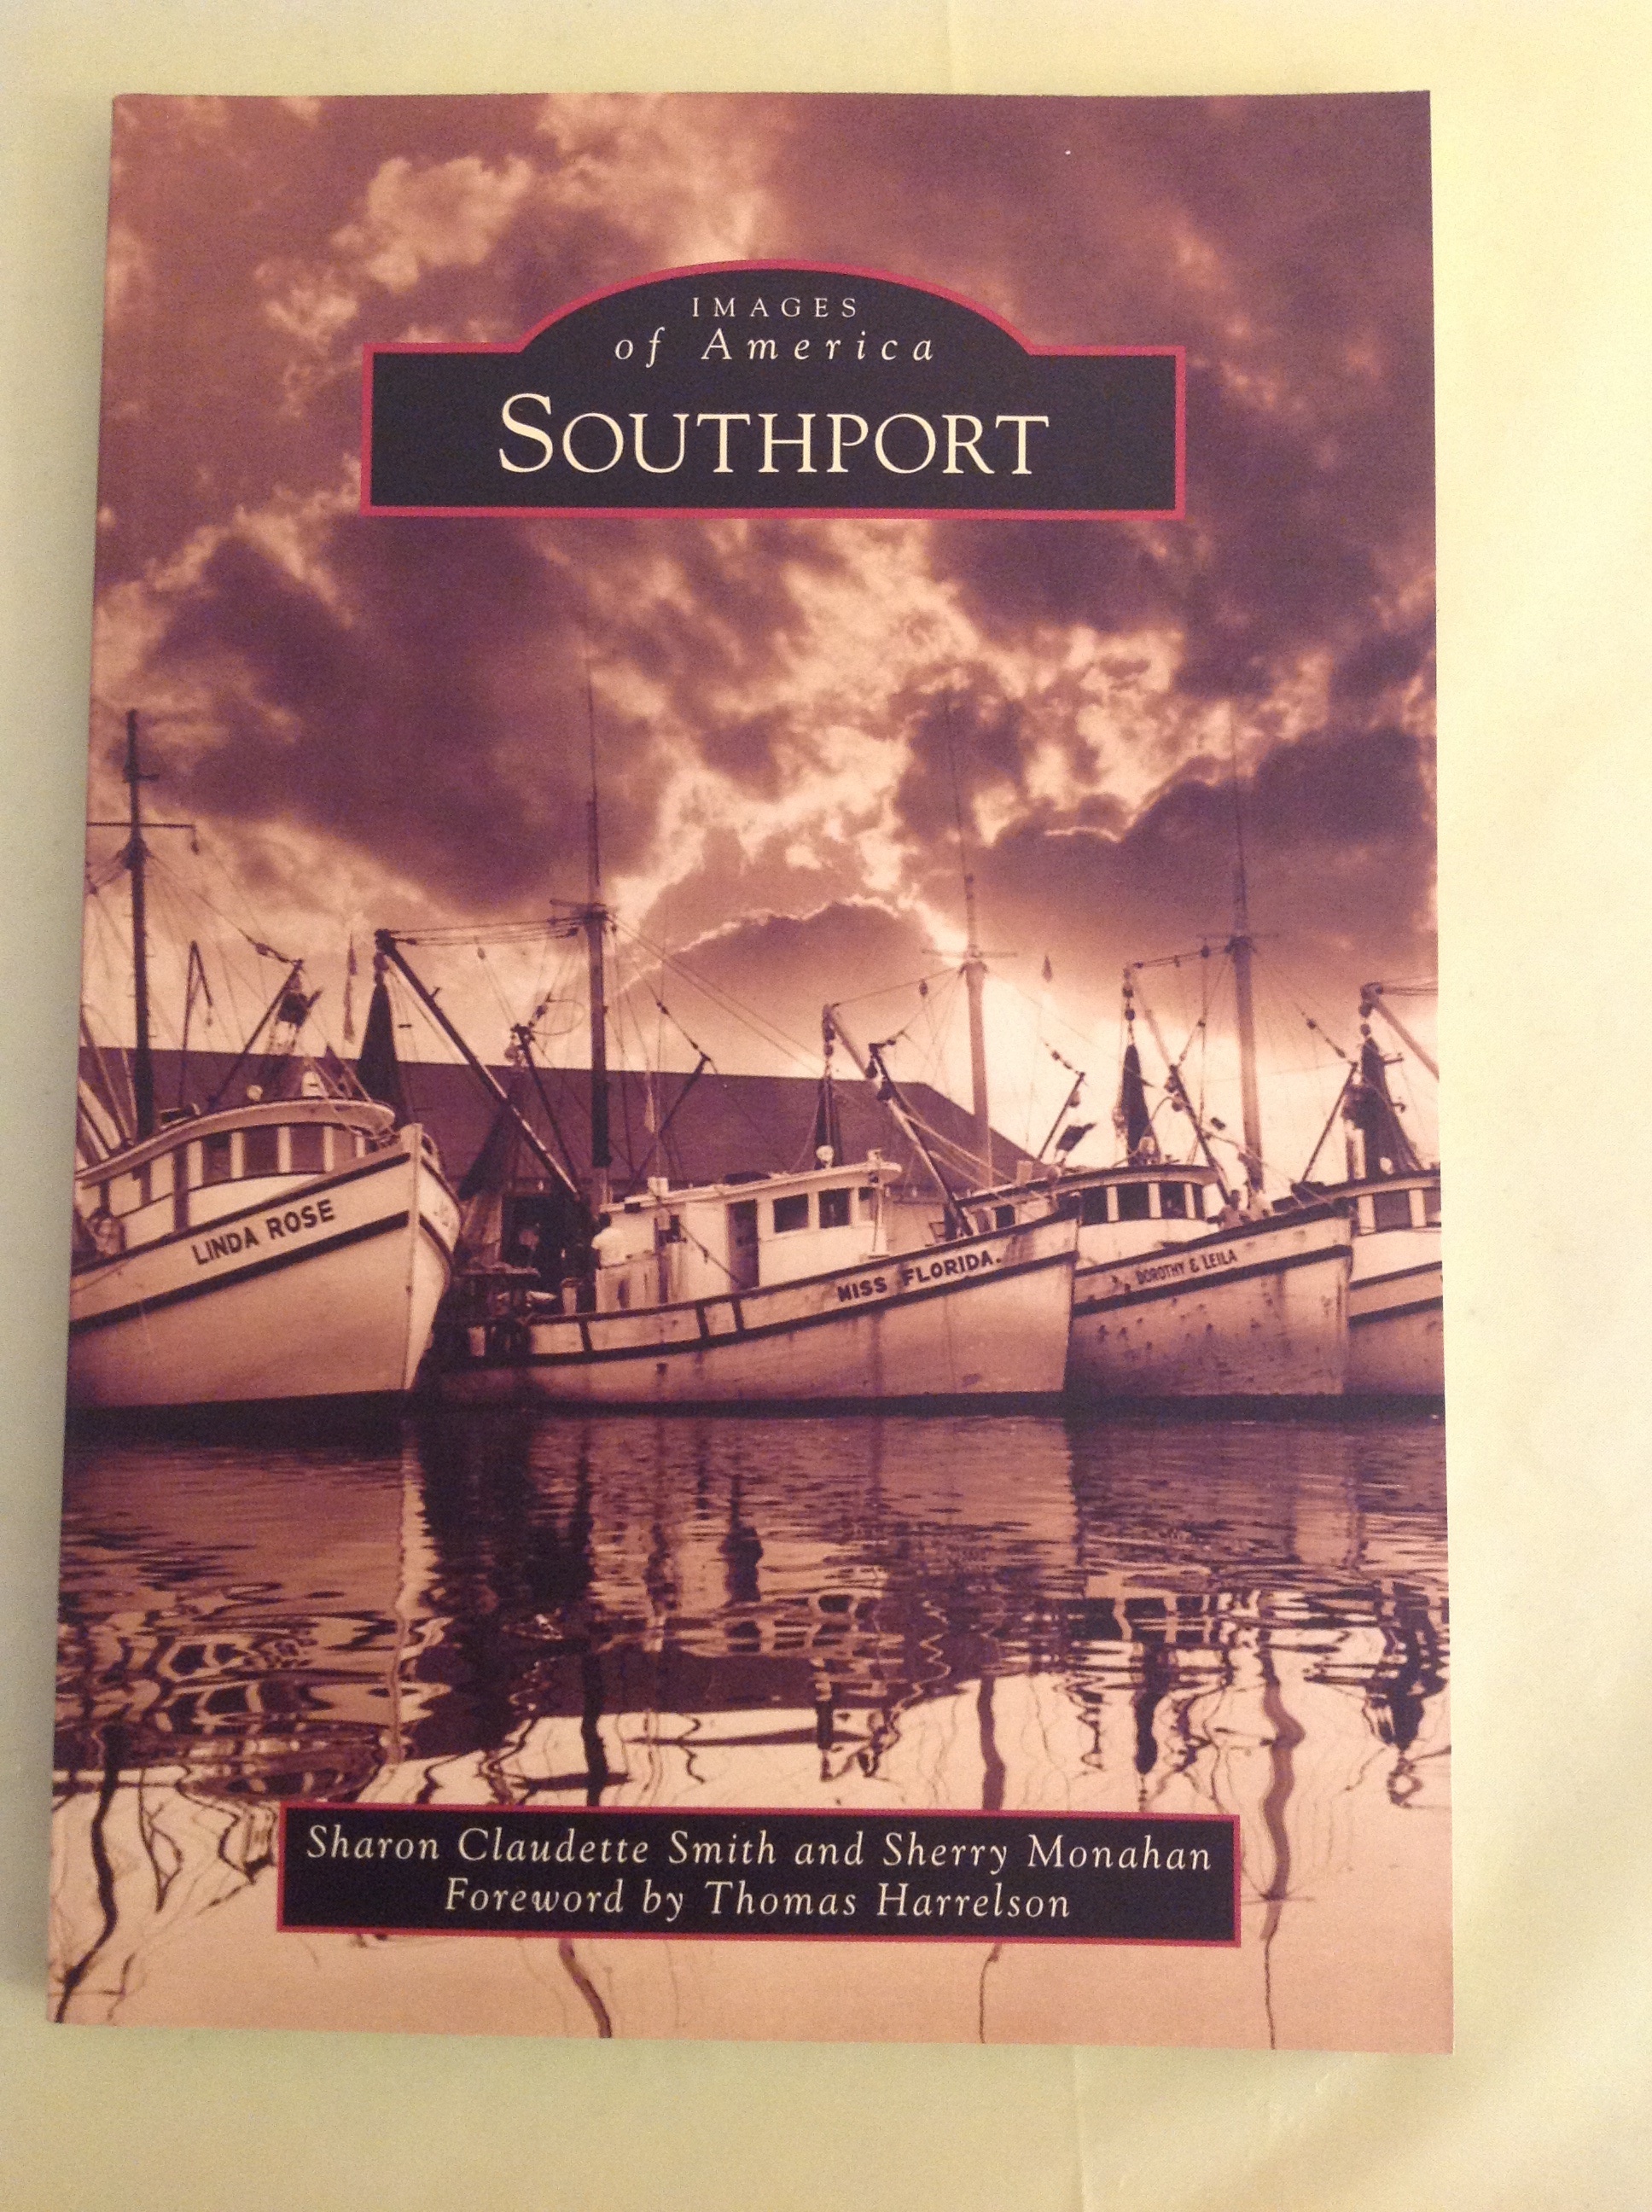 IMAGES
of America
SOUTHPORT
LINDA ROSE
MISS FLORIDA.
DOROTHY & LEILA
Sharon Claudette Smith and Sherry Monahan
Foreword by Thomas Harrelson